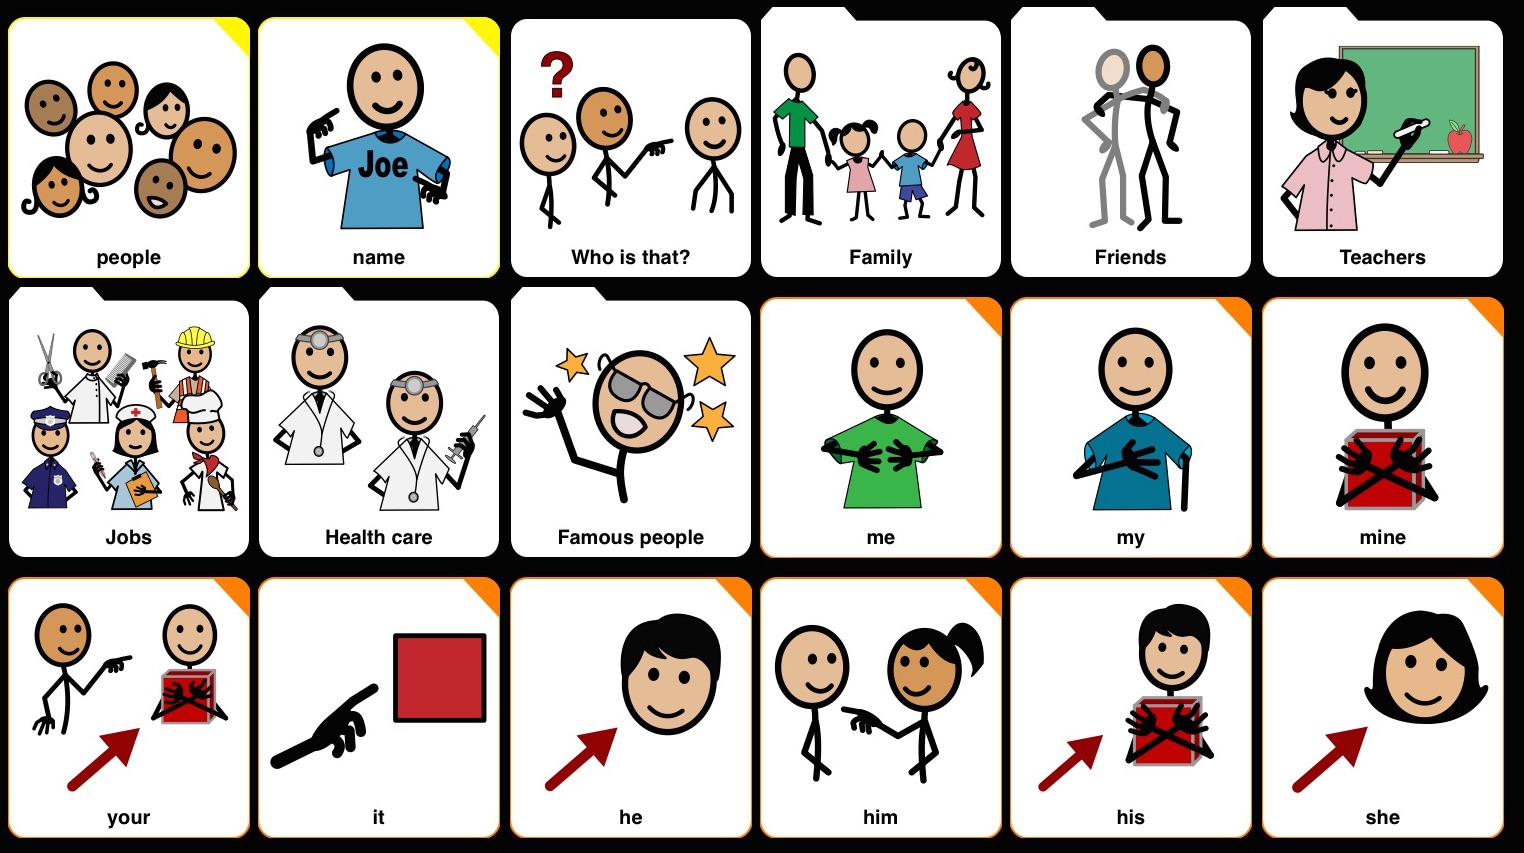 people
Joe
name
?
Who is that?
Family
Friends
Teachers
Jobs
Health care
Famous people
me
my
mine
your
it
he
him
his
she